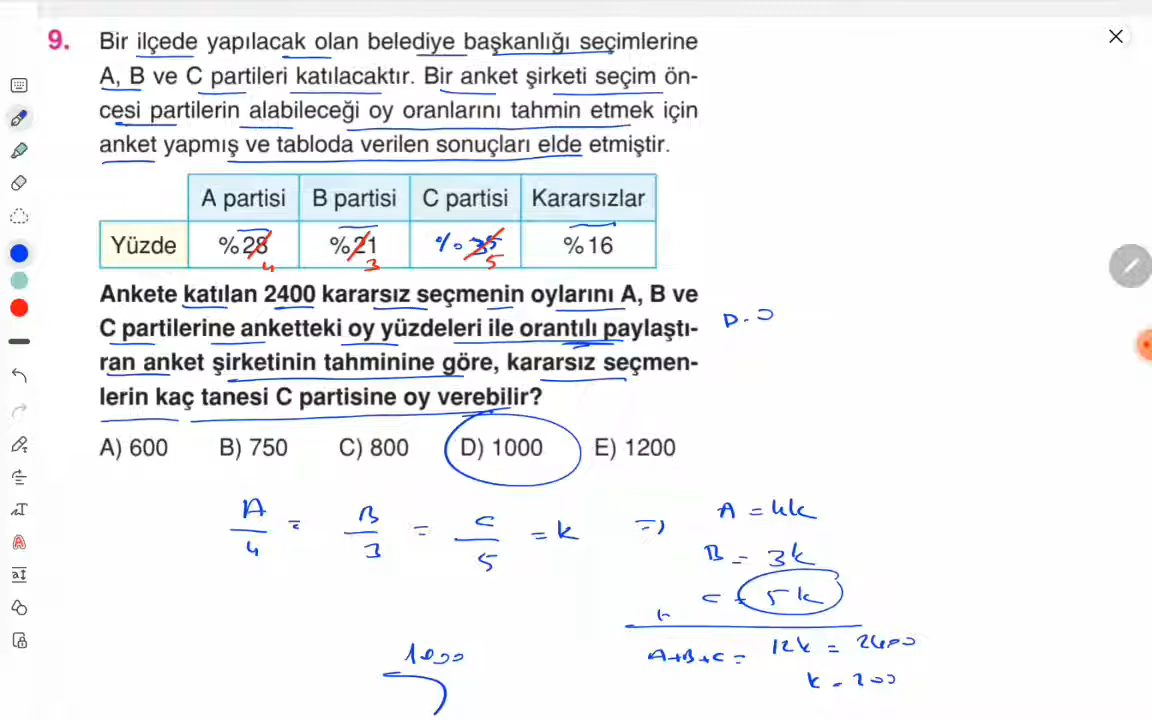 9. Bir ilçede yapılacak olan belediye başkanlığı seçimlerine
A, B ve C partileri katılacaktır. Bir anket şirketi seçim ön-
cesi partilerin alabileceği oy oranlarını tahmin etmek için
anket yapmış ve tabloda verilen sonuçları elde etmiştir.
A partisi B partisi C partisi Kararsızlar
Yüzde %28 %21 %35 %16
4 3 5
Ankete katılan 2400 kararsız seçmenin oylarını A, B ve
C partilerine anketteki oy yüzdeleri ile orantılı paylaştı-
ran anket şirketinin tahminine göre, kararsız seçmen-
lerin kaç tanesi C partisine oy verebilir?
D.O
A) 600 B) 750 C) 800 D) 1000 E) 1200
A/4 = B/3 = C/5 = k =>
A = 4k
B = 3k
C = 5k
+
A+B+C = 12k = 2400
k = 200
1000